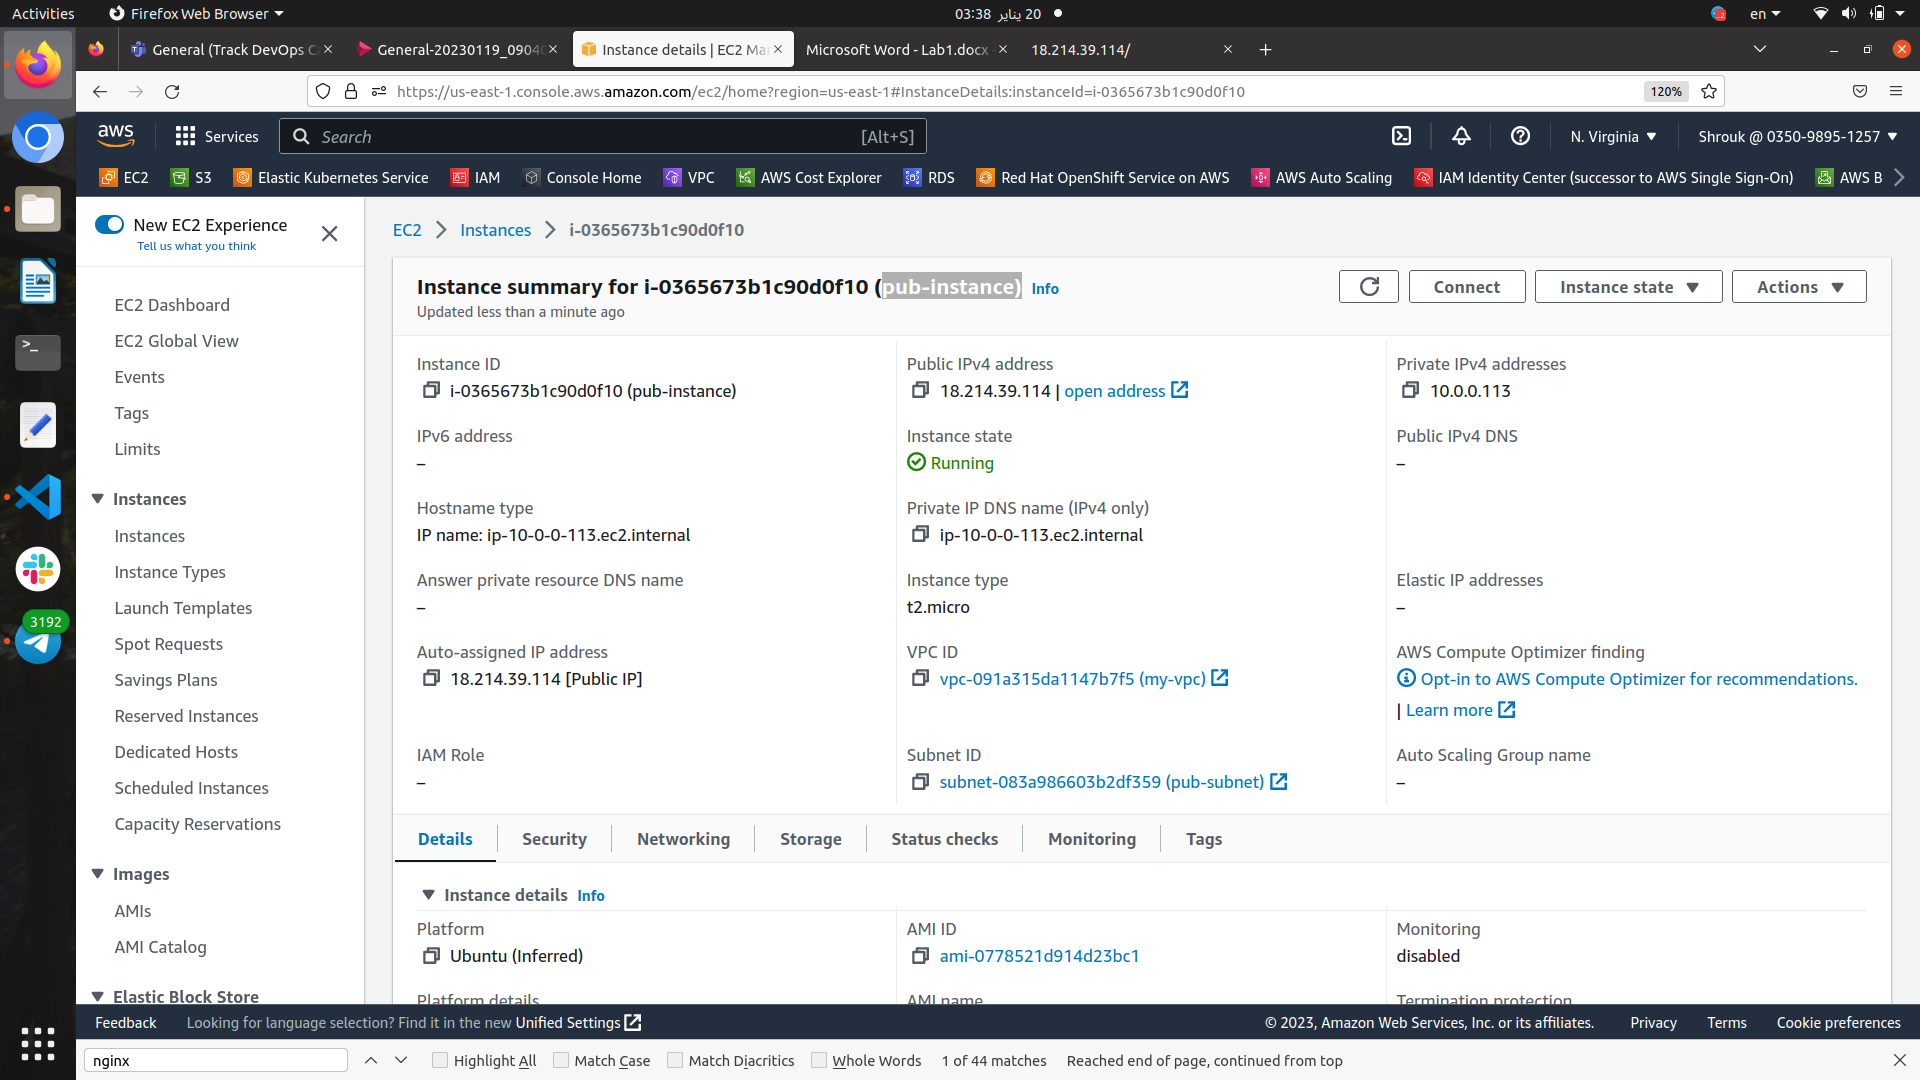 Activities
Firefox Web Browser
03:38 20 يناير
en
General (Track DevOps C
General-20230119_0904
Instance details | EC2 Ma
Microsoft Word - Lab1.docx
18.214.39.114/
https://us-east-1.console.aws.amazon.com/ec2/home?region=us-east-1#InstanceDetails:instanceId=i-0365673b1c90d0f10
120%
aws
Services
Search
[Alt+S]
N. Virginia
Shrouk @ 0350-9895-1257
EC2
S3
Elastic Kubernetes Service
IAM
Console Home
VPC
AWS Cost Explorer
RDS
Red Hat OpenShift Service on AWS
AWS Auto Scaling
IAM Identity Center (successor to AWS Single Sign-On)
AWS B
New EC2 Experience
Tell us what you think
EC2 Dashboard
EC2 Global View
Events
Tags
Limits
Instances
Instances
Instance Types
Launch Templates
Spot Requests
Savings Plans
Reserved Instances
Dedicated Hosts
Scheduled Instances
Capacity Reservations
Images
AMIs
AMI Catalog
Elastic Block Store
3192
EC2
Instances
i-0365673b1c90d0f10
Instance summary for i-0365673b1c90d0f10 (pub-instance) Info
Updated less than a minute ago
Connect
Instance state
Actions
Instance ID
i-0365673b1c90d0f10 (pub-instance)
Public IPv4 address
18.214.39.114 | open address
Private IPv4 addresses
10.0.0.113
IPv6 address
–
Instance state
Running
Public IPv4 DNS
–
Hostname type
IP name: ip-10-0-0-113.ec2.internal
Private IP DNS name (IPv4 only)
ip-10-0-0-113.ec2.internal
Answer private resource DNS name
–
Instance type
t2.micro
Elastic IP addresses
–
Auto-assigned IP address
18.214.39.114 [Public IP]
VPC ID
vpc-091a315da1147b7f5 (my-vpc)
AWS Compute Optimizer finding
Opt-in to AWS Compute Optimizer for recommendations.
| Learn more
IAM Role
–
Subnet ID
subnet-083a986603b2df359 (pub-subnet)
Auto Scaling Group name
–
Details
Security
Networking
Storage
Status checks
Monitoring
Tags
Instance details Info
Platform
Ubuntu (Inferred)
AMI ID
ami-0778521d914d23bc1
Monitoring
disabled
Platform details
AMI name
Termination protection
Feedback
Looking for language selection? Find it in the new Unified Settings
© 2023, Amazon Web Services, Inc. or its affiliates.
Privacy
Terms
Cookie preferences
nginx
Highlight All
Match Case
Match Diacritics
Whole Words
1 of 44 matches
Reached end of page, continued from top